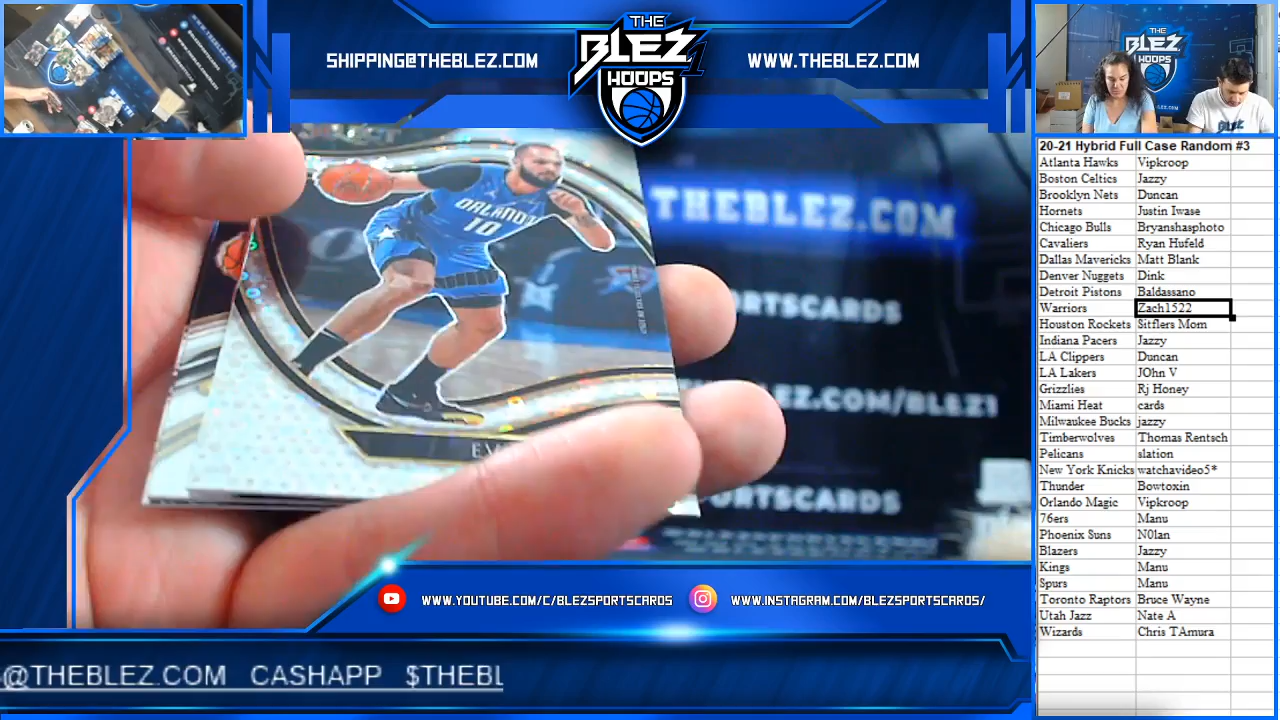 SHIPPING@THEBLEZ.COM
THE
BLEZ
HOOPS
WWW.THEBLEZ.COM
THE
BLEZ
BLEZ
20-21 Hybrid Full Case Random #3
Atlanta Hawks Vipkroop
Boston Celtics Jazzy
Brooklyn Nets Duncan
Hornets Justin Iwase
Chicago Bulls Bryanshasphoto
Cavaliers Ryan Hufeld
Dallas Mavericks Matt Blank
Denver Nuggets Dink
Detroit Pistons Baldassano
Warriors Zach1522
Houston Rockets Sitflers Mom
Indiana Pacers Jazzy
LA Clippers Duncan
LA Lakers JOhn V
Grizzlies Rj Honey
Miami Heat cards
Milwaukee Bucks jazzy
Timberwolves Thomas Rentsch
Pelicans slation
New York Knicks watchavideo5*
Thunder Bowtoxin
Orlando Magic Vipkroop
76ers Manu
Phoenix Suns N0lan
Blazers Jazzy
Kings Manu
Spurs Manu
Toronto Raptors Bruce Wayne
Utah Jazz Nate A
Wizards Chris TAmura
ORLANDO
10
THEBLEZ.COM
PORTSCARDS
.COM/BLEZ1
PORTSCARDS
WWW.YOUTUBE.COM/C/BLEZSPORTSCARDS
WWW.INSTAGRAM.COM/BLEZSPORTSCARDS/
@THEBLEZ.COM CASHAPP $THEBL